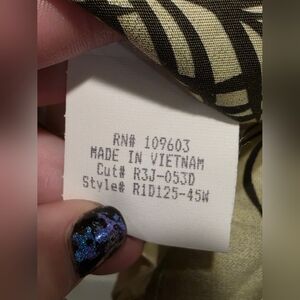 RN# 109603
MADE IN VIETNAM
Cut# R3J-053D
Style# R1D125-45W